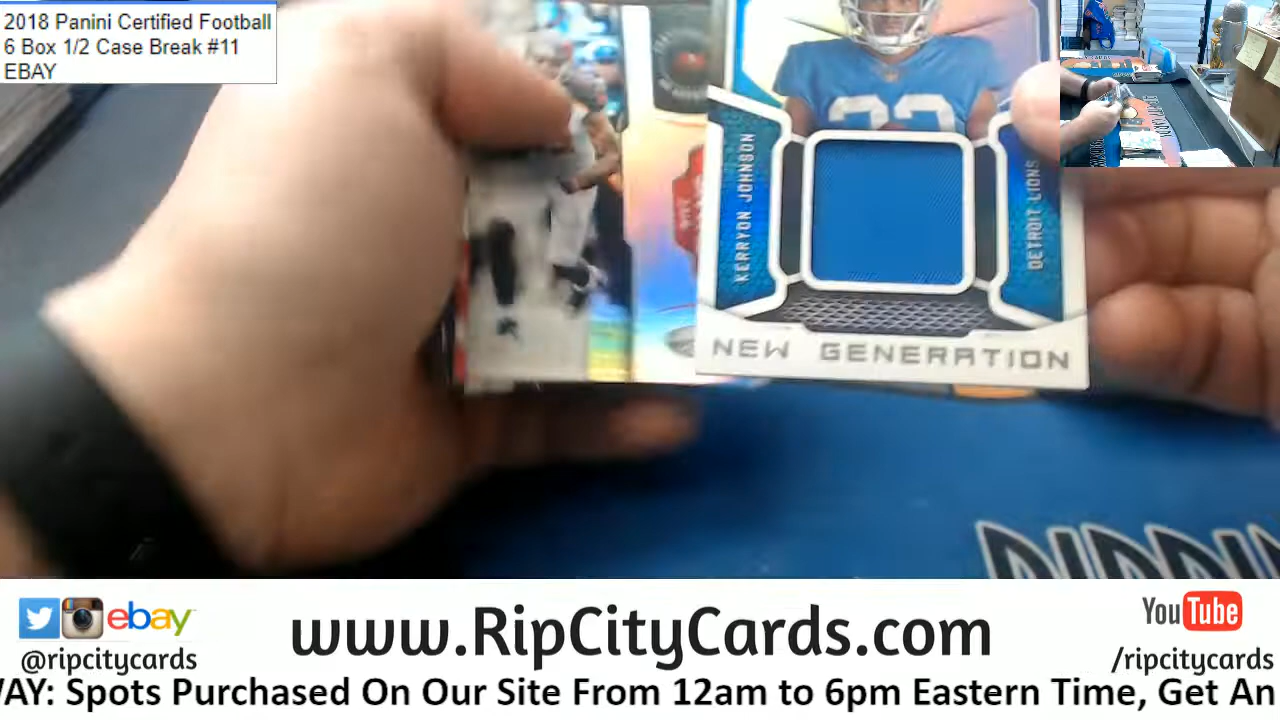 2018 Panini Certified Football
6 Box 1/2 Case Break #11
EBAY
33
KERRYON JOHNSON
DETROIT LIONS
NEW GENERATION
ebay
@ripcitycards
www.RipCityCards.com
YouTube
/ripcitycards
WAY: Spots Purchased On Our Site From 12am to 6pm Eastern Time, Get An